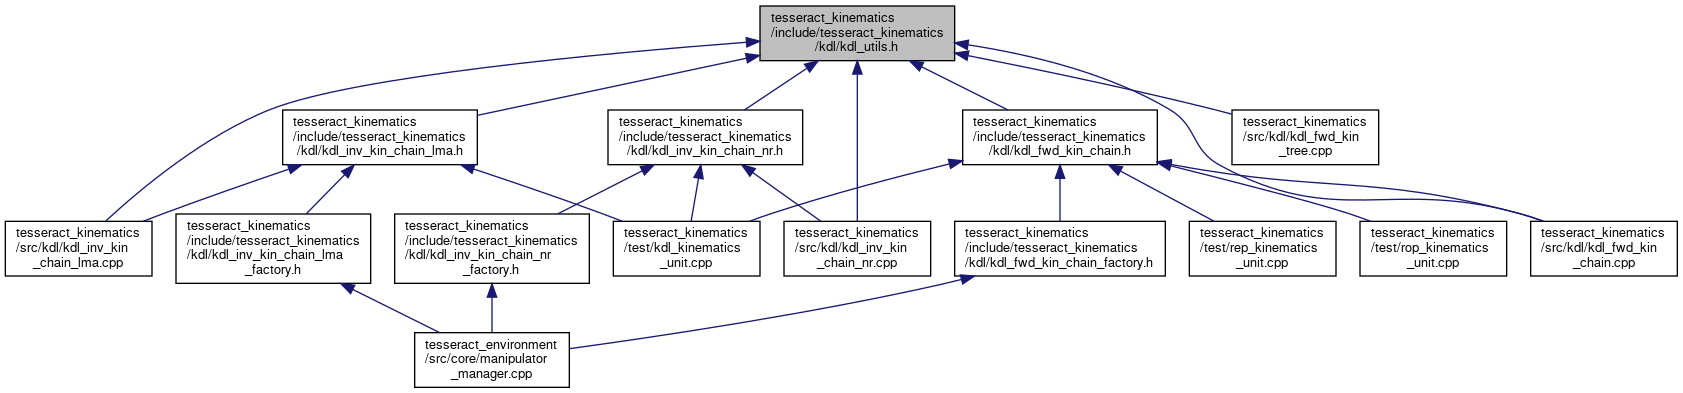 tesseract_kinematics
/include/tesseract_kinematics
/kdl/kdl_utils.h
tesseract_kinematics
/include/tesseract_kinematics
/kdl/kdl_inv_kin_chain_lma.h
tesseract_kinematics
/include/tesseract_kinematics
/kdl/kdl_inv_kin_chain_nr.h
tesseract_kinematics
/include/tesseract_kinematics
/kdl/kdl_fwd_kin_chain.h
tesseract_kinematics
/src/kdl/kdl_fwd_kin
_tree.cpp
tesseract_kinematics
/src/kdl/kdl_inv_kin
_chain_lma.cpp
tesseract_kinematics
/include/tesseract_kinematics
/kdl/kdl_inv_kin_chain_lma
_factory.h
tesseract_kinematics
/include/tesseract_kinematics
/kdl/kdl_inv_kin_chain_nr
_factory.h
tesseract_kinematics
/test/kdl_kinematics
_unit.cpp
tesseract_kinematics
/src/kdl/kdl_inv_kin
_chain_nr.cpp
tesseract_kinematics
/include/tesseract_kinematics
/kdl/kdl_fwd_kin_chain_factory.h
tesseract_kinematics
/test/rep_kinematics
_unit.cpp
tesseract_kinematics
/test/rop_kinematics
_unit.cpp
tesseract_kinematics
/src/kdl/kdl_fwd_kin
_chain.cpp
tesseract_environment
/src/core/manipulator
_manager.cpp